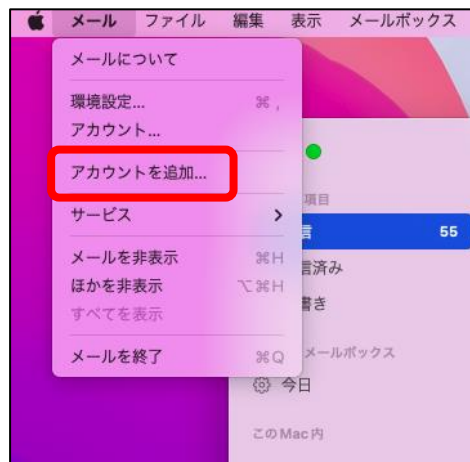 メール ファイル 編集 表示 メールボックス
メールについて
環境設定... ⌘ ,
アカウント...
アカウントを追加...
サービス
メールを非表示 ⌘H
ほかを非表示 ⌥⌘H
すべてを表示
メールを終了 ⌘Q
項目
信 55
信済み
書き
メールボックス
今日
このMac内